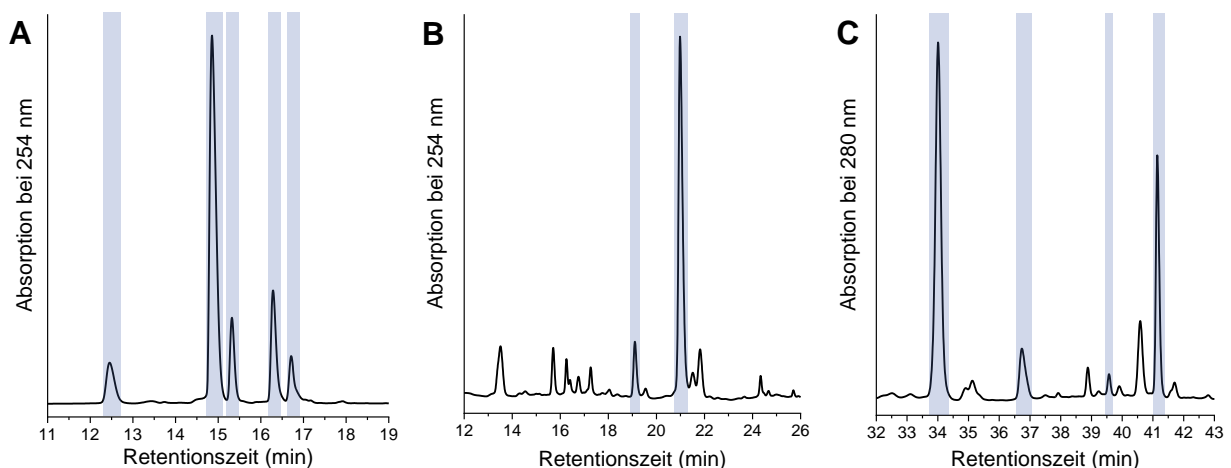 A
Absorption bei 254 nm
11 12 13 14 15 16 17 18 19
Retentionszeit (min)
B
Absorption bei 254 nm
12 14 16 18 20 22 24 26
Retentionszeit (min)
C
Absorption bei 280 nm
32 33 34 35 36 37 38 39 40 41 42 43
Retentionszeit (min)